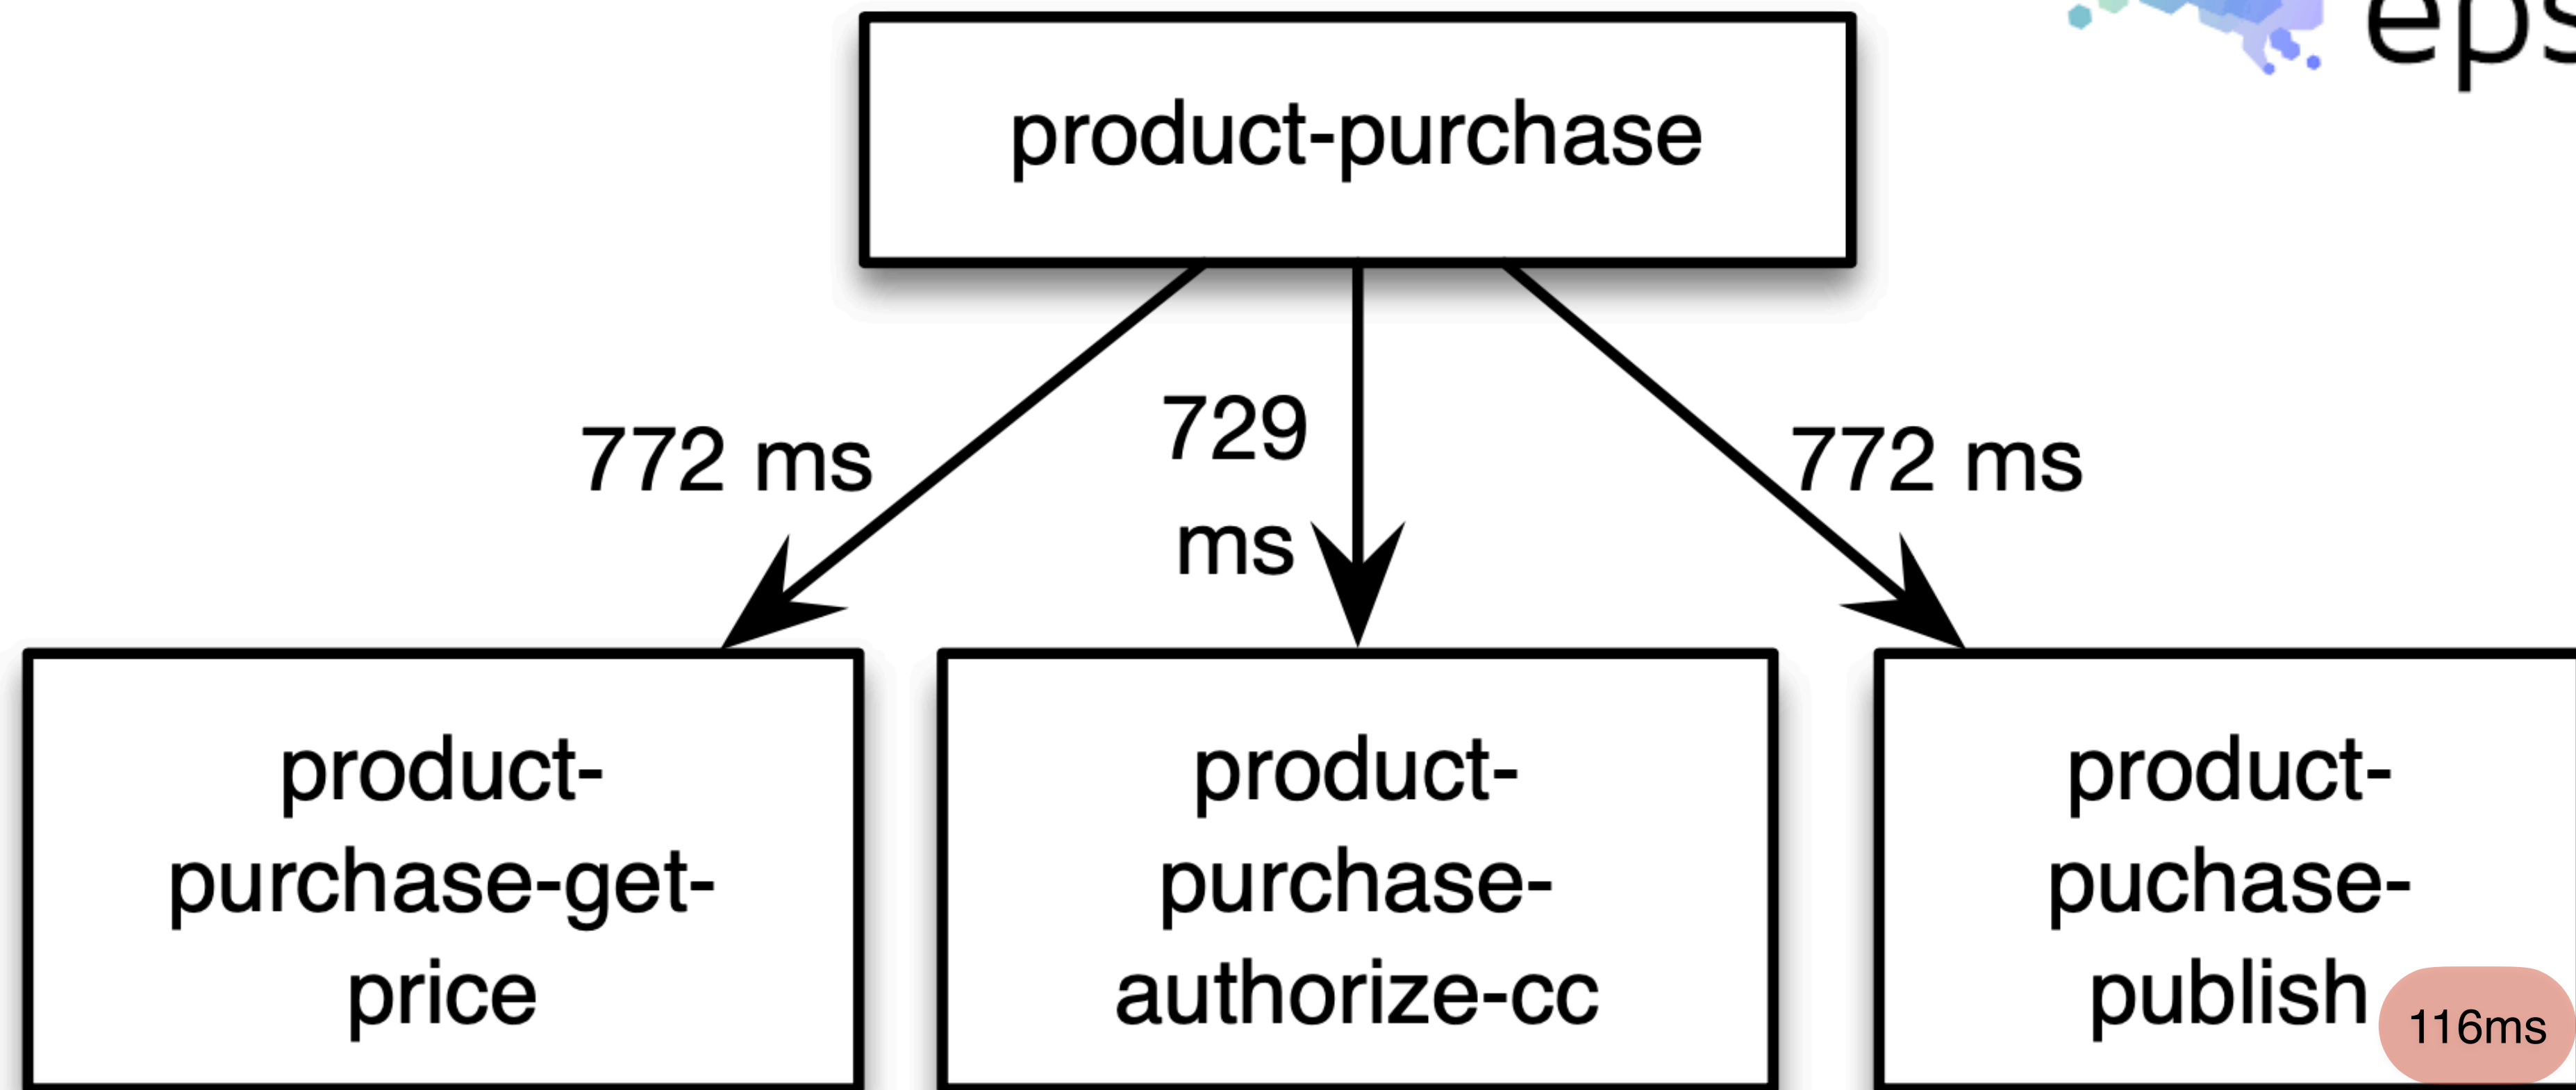 eps
product-purchase
772 ms
729
ms
772 ms
product-
purchase-get-
price
product-
purchase-
authorize-cc
product-
puchase-
publish
116ms